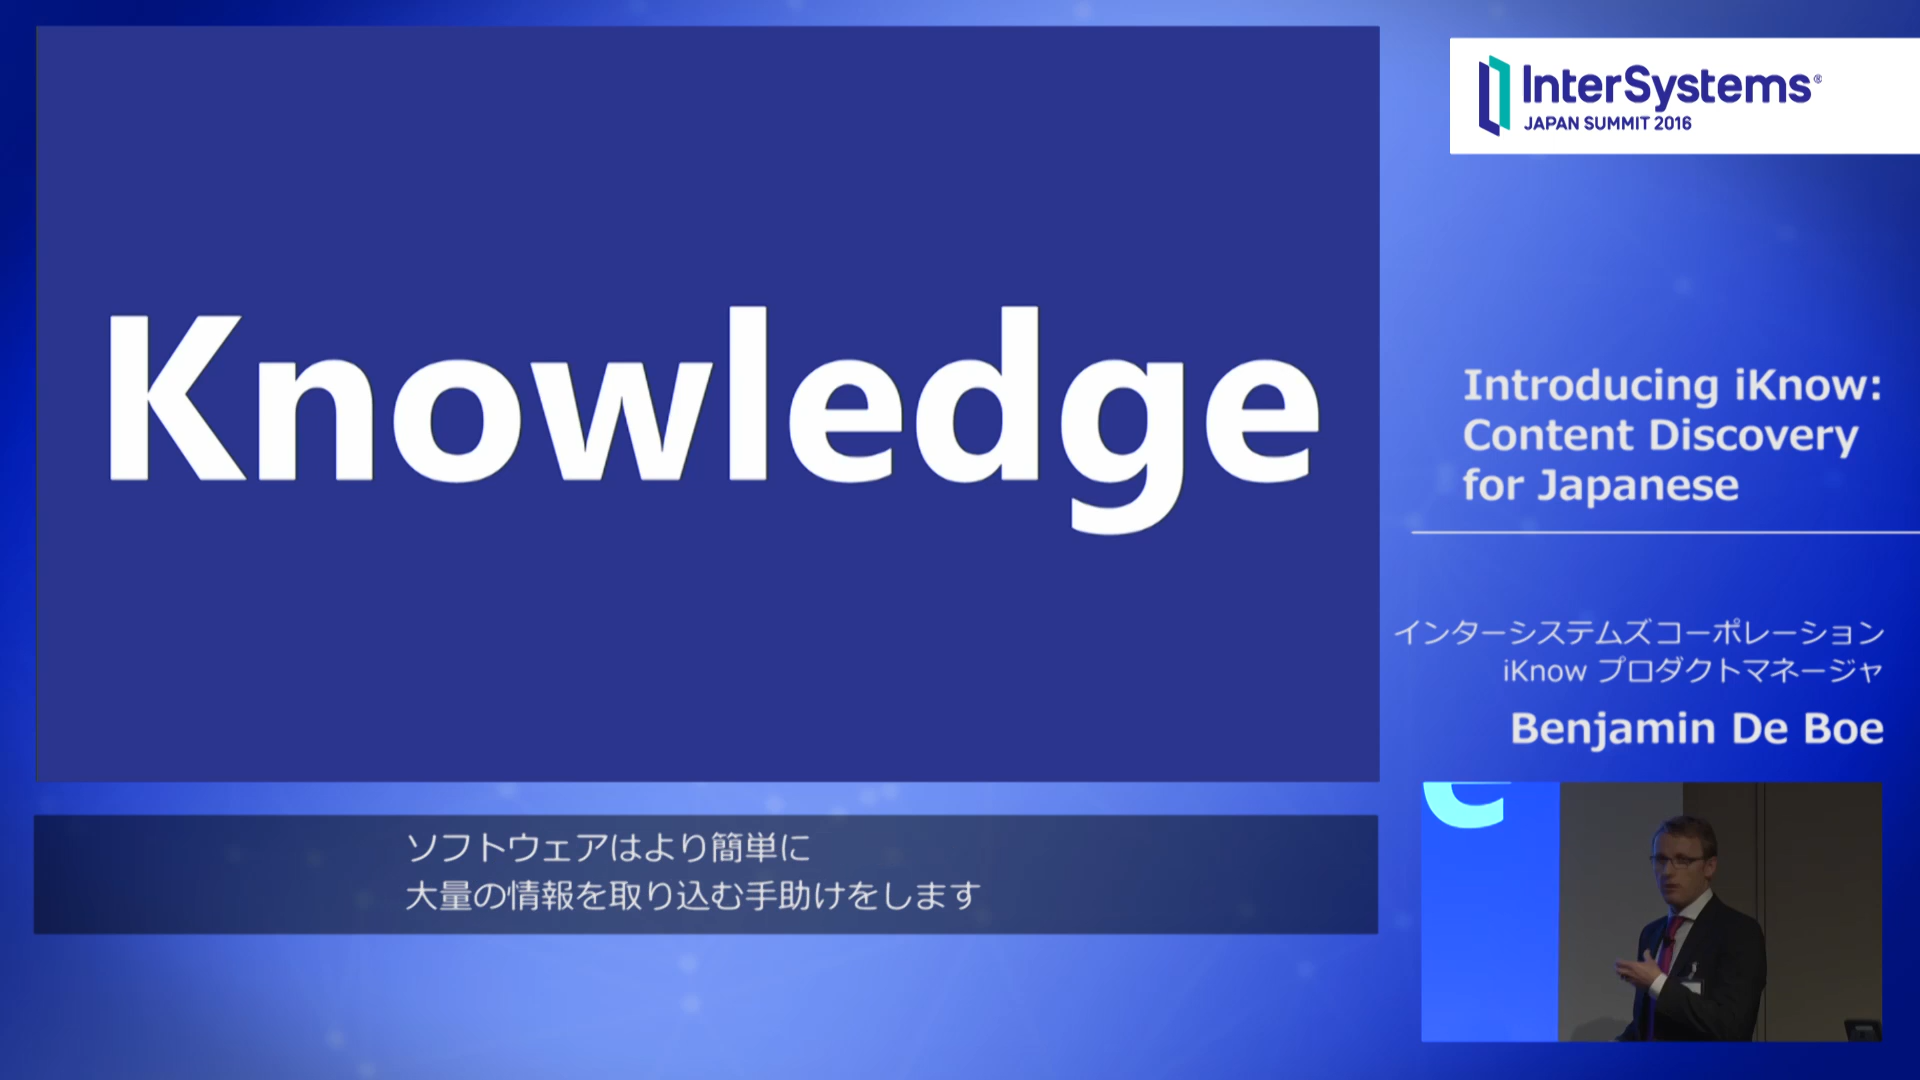 Knowledge
InterSystems®
JAPAN SUMMIT 2016
Introducing iKnow:
Content Discovery
for Japanese
インターシステムズコーポレーション
iKnow プロダクトマネージャ
Benjamin De Boe
ソフトウェアはより簡単に
大量の情報を取り込む手助けをします